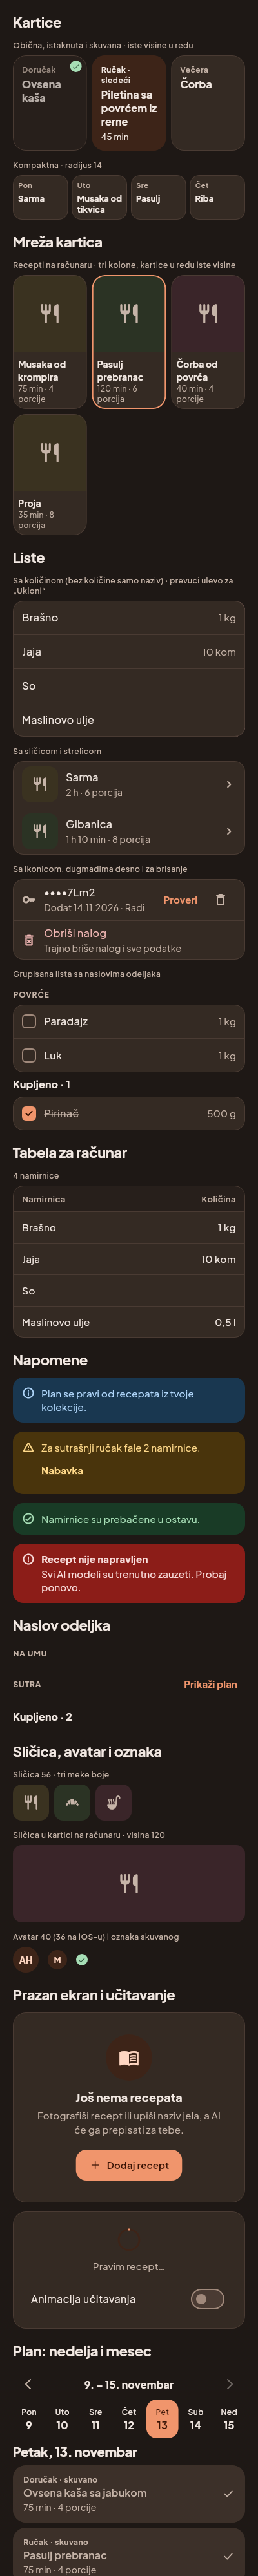 Kartice
Obična, istaknuta i skuvana · iste visine u redu
Doručak
Ovsena
kaša
Ručak ·
sledeći
Piletina sa
povrćem iz
rerne
45 min
Večera
Čorba
Kompaktna · radijus 14
Pon
Sarma
Uto
Musaka od
tikvica
Sre
Pasulj
Čet
Riba
Mreža kartica
Recepti na računaru · tri kolone, kartice u redu iste visine
Musaka od
krompira
75 min · 4
porcije
Pasulj
prebranac
120 min · 6
porcija
Čorba od
povrća
40 min · 4
porcije
Proja
35 min · 8
porcija
Liste
Sa količinom (bez količine samo naziv) · prevuci ulevo za
„Ukloni“
Brašno 1 kg
Jaja 10 kom
So
Maslinovo ulje
Sa sličicom i strelicom
Sarma
2 h · 6 porcija
Gibanica
1 h 10 min · 8 porcija
Sa ikonicom, dugmadima desno i za brisanje
••••7Lm2
Dodat 14.11.2026 · Radi
Proveri
Obriši nalog
Trajno briše nalog i sve podatke
Grupisana lista sa naslovima odeljaka
POVRĆE
Paradajz 1 kg
Luk 1 kg
Kupljeno · 1
Pirinač 500 g
Tabela za računar
4 namirnice
Namirnica Količina
Brašno 1 kg
Jaja 10 kom
So
Maslinovo ulje 0,5 l
Napomene
Plan se pravi od recepata iz tvoje
kolekcije.
Za sutrašnji ručak fale 2 namirnice.
Nabavka
Namirnice su prebačene u ostavu.
Recept nije napravljen
Svi AI modeli su trenutno zauzeti. Probaj
ponovo.
Naslov odeljka
NA UMU
SUTRA Prikaži plan
Kupljeno · 2
Sličica, avatar i oznaka
Sličica 56 · tri meke boje
Sličica u kartici na računaru · visina 120
Avatar 40 (36 na iOS-u) i oznaka skuvanog
AH M
Prazan ekran i učitavanje
Još nema recepata
Fotografiši recept ili upiši naziv jela, a AI
će ga prepisati za tebe.
Dodaj recept
Pravim recept…
Animacija učitavanja
Plan: nedelja i mesec
9. – 15. novembar
Pon Uto Sre Čet Pet Sub Ned
9 10 11 12 13 14 15
Petak, 13. novembar
Doručak · skuvano
Ovsena kaša sa jabukom
75 min · 4 porcije
Ručak · skuvano
Pasulj prebranac
75 min · 4 porcije